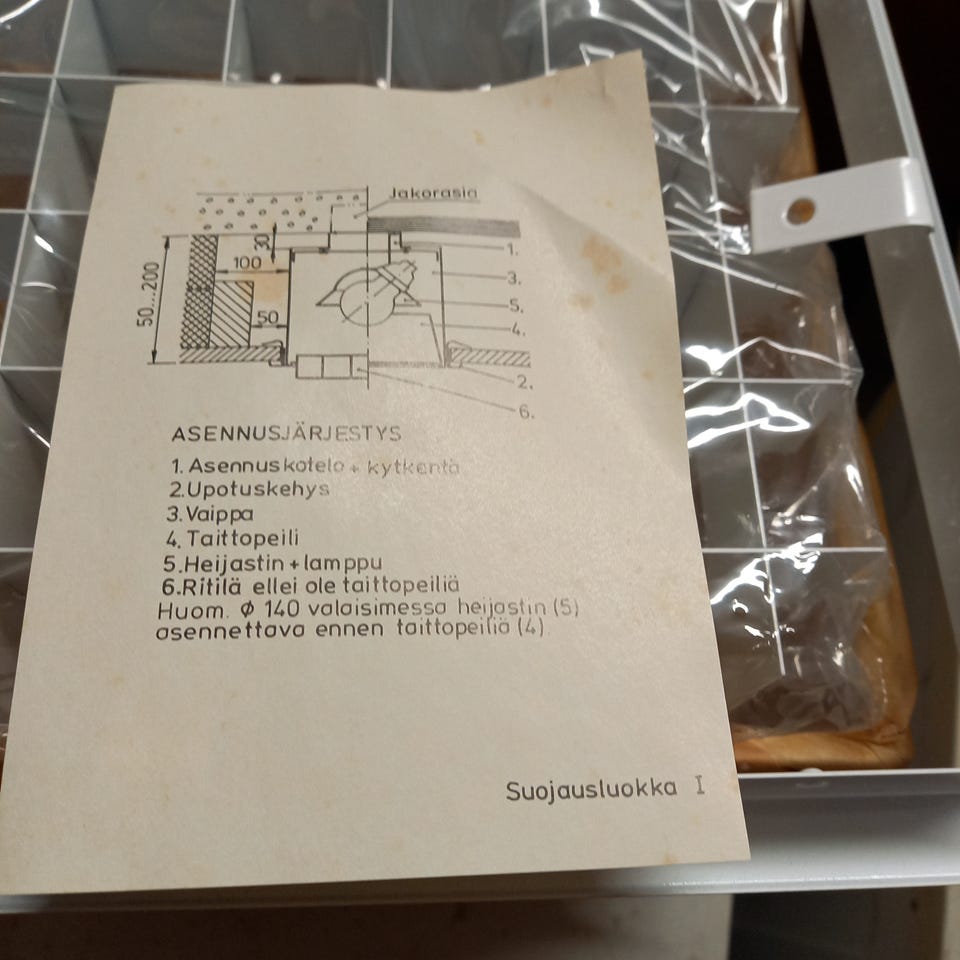 Jakorasia
30
1.
100
3.
50...200
5.
50
4.
2.
6.
ASENNUSJÄRJESTYS
1. Asennuskotelo + kytkentä
2. Upotuskehys
3. Vaippa
4. Taittopeili
5. Heijastin + lamppu
6. Ritilä ellei ole taittopeiliä
Huom. Φ 140 valaisimessa heijastin (5)
asennettava ennen taittopeiliä (4)
Suojausluokka I